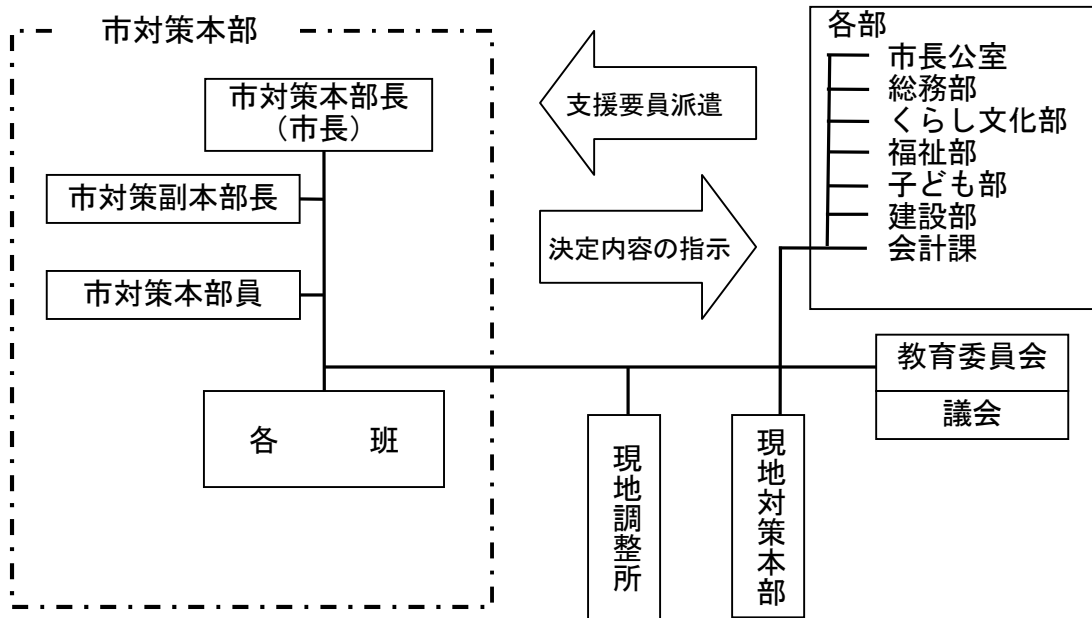 市対策本部
市対策本部長
(市長)
市対策副本部長
市対策本部員
各　　班
支援要員派遣
決定内容の指示
各部
市長公室
総務部
くらし文化部
福祉部
子ども部
建設部
会計課
教育委員会
議会
現地調整所
現地対策本部